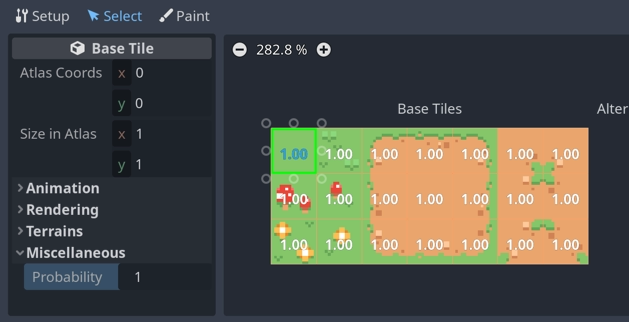 Setup Select Paint
Base Tile
Atlas Coords x 0
y 0
Size in Atlas x 1
y 1
Animation
Rendering
Terrains
Miscellaneous
Probability 1
282.8 %
Base Tiles Alter
1.00 1.00 1.00 1.00 1.00 1.00 1.00
1.00 1.00 1.00 1.00 1.00 1.00 1.00
1.00 1.00 1.00 1.00 1.00 1.00 1.00